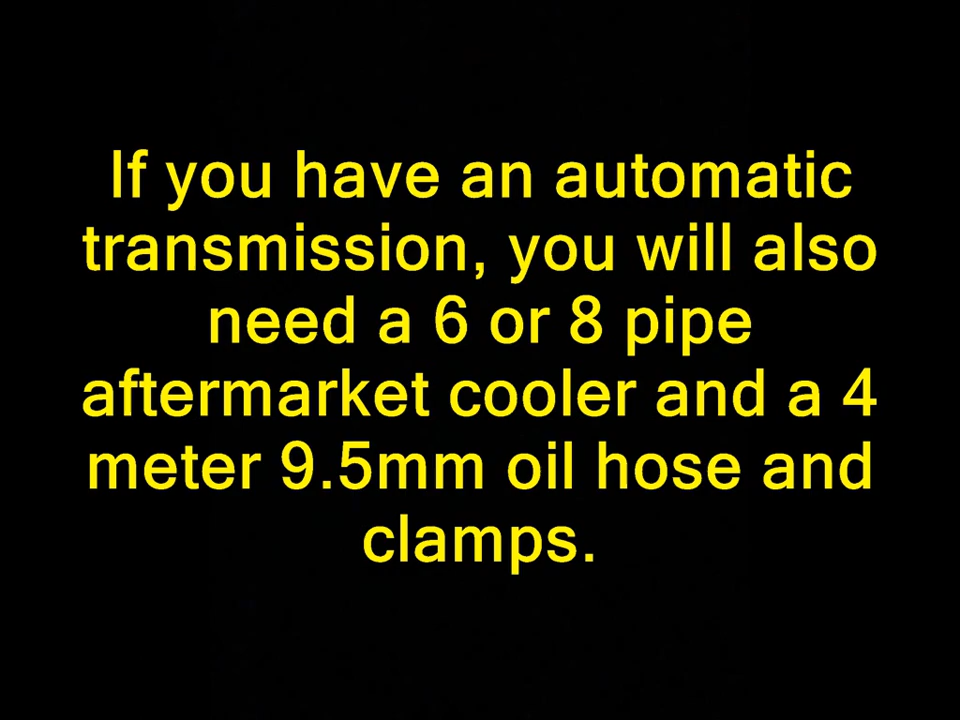 If you have an automatic
transmission, you will also
need a 6 or 8 pipe
aftermarket cooler and a 4
meter 9.5mm oil hose and
clamps.